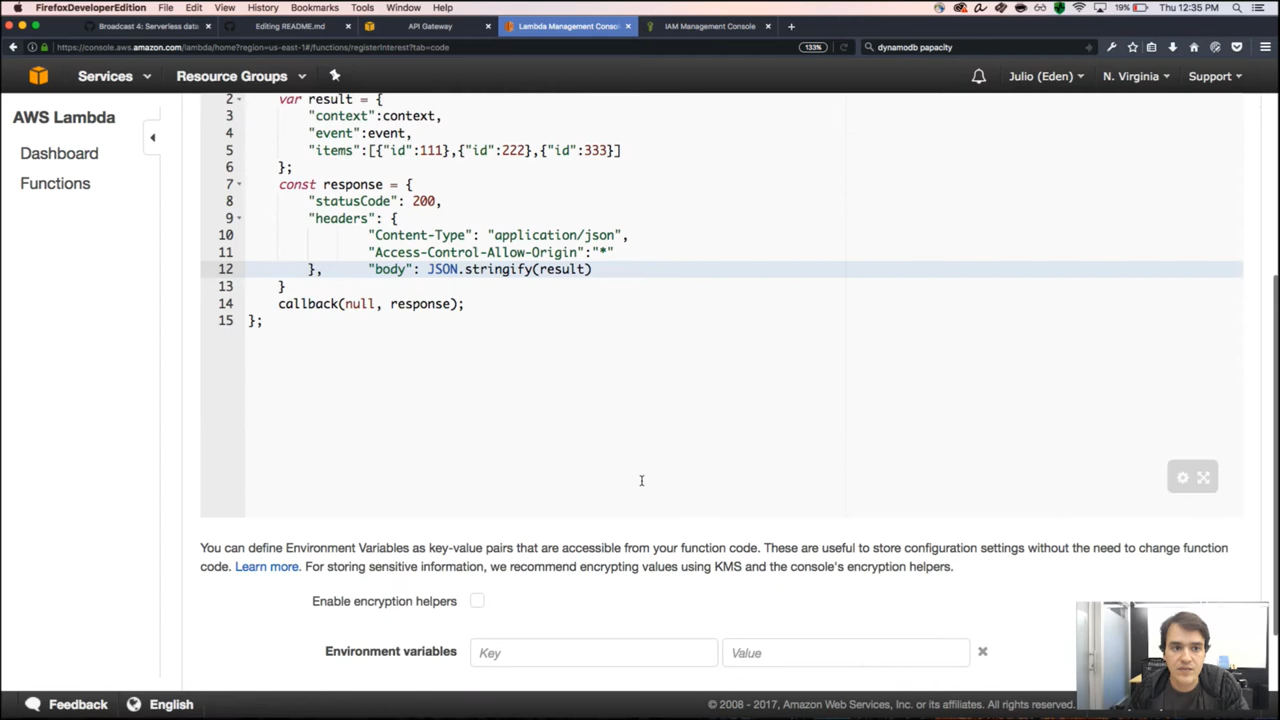 FirefoxDeveloperEdition File Edit View History Bookmarks Tools Window Help 19% Thu 12:35 PM
Broadcast 4: Serverless data Editing README.md API Gateway Lambda Management Consol IAM Management Console
https://console.aws.amazon.com/lambda/home?region=us-east-1#/functions/registerInterest?tab=code 133% dynamodb papacity
Services Resource Groups Julio (Eden) N. Virginia Support
AWS Lambda
Dashboard
Functions
2 var result = {
3 "context":context,
4 "event":event,
5 "items":[{"id":111},{"id":222},{"id":333}]
6 };
7 const response = {
8 "statusCode": 200,
9 "headers": {
10 "Content-Type": "application/json",
11 "Access-Control-Allow-Origin":"*"
12 }, "body": JSON.stringify(result)
13 }
14 callback(null, response);
15 };
You can define Environment Variables as key-value pairs that are accessible from your function code. These are useful to store configuration settings without the need to change function
code. Learn more. For storing sensitive information, we recommend encrypting values using KMS and the console's encryption helpers.
Enable encryption helpers
Environment variables Key Value
Feedback English © 2008 - 2017, Amazon Web Services, Inc. or its affiliates. All rights reserved.